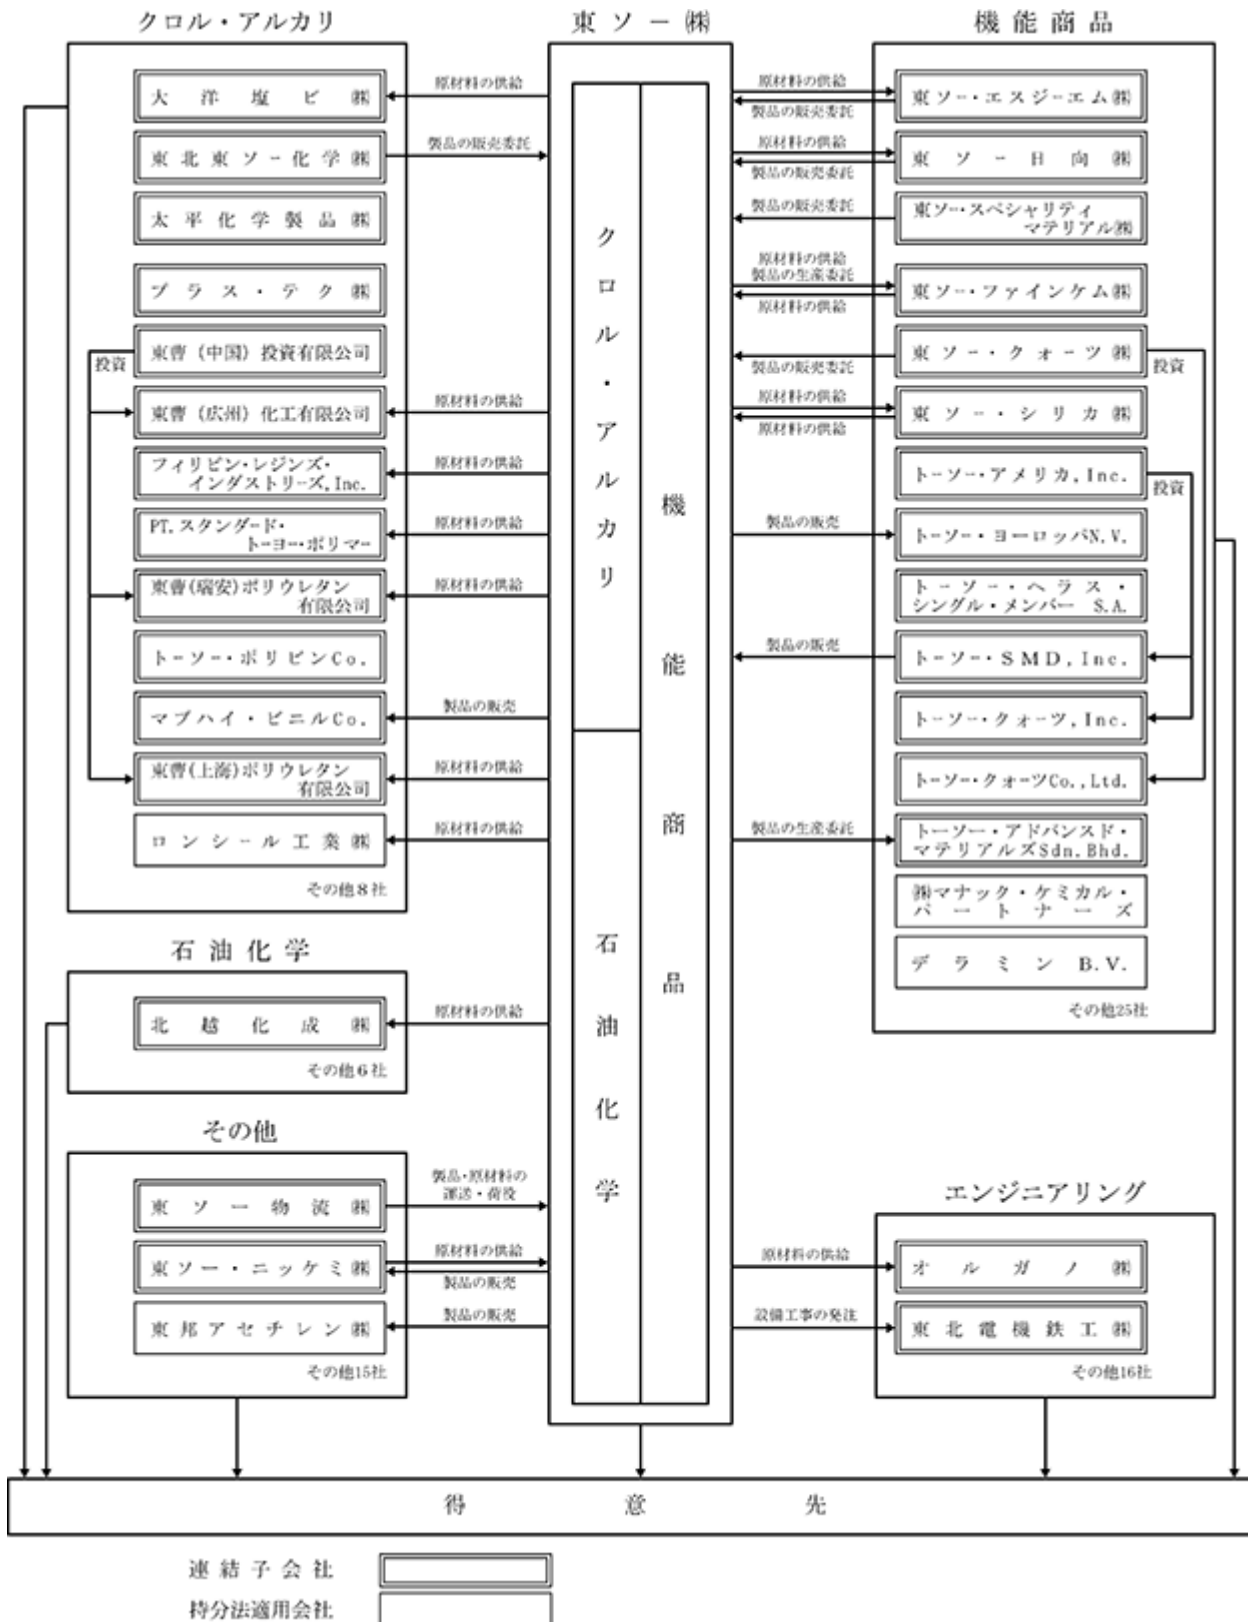 クロル・アルカリ
大洋塩ビ㈱
東北東ソー化学㈱
太平化学製品㈱
プラス・テク㈱
東曹（中国）投資有限公司
投資
東曹（広州）化工有限公司
フィリピン・レジンズ・
インダストリーズ,Inc.
PT.スタンダード・
トーヨー・ポリマー
東曹(瑞安)ポリウレタン
有限公司
トーソー・ポリビンCo.
マブハイ・ビニルCo.
東曹(上海)ポリウレタン
有限公司
ロンシール工業㈱
その他8社
石油化学
北越化成㈱
その他6社
その他
東ソー物流㈱
東ソー・ニッケミ㈱
東邦アセチレン㈱
その他15社
原材料の供給
製品の販売委託
原材料の供給
原材料の供給
原材料の供給
原材料の供給
製品の販売
原材料の供給
原材料の供給
原材料の供給
製品・原材料の
運送・荷役
原材料の供給
製品の販売
製品の販売
東ソー㈱
クロル・アルカリ
石油化学
機能商品
原材料の供給
製品の販売委託
原材料の供給
製品の販売委託
製品の販売委託
原材料の供給
製品の生産委託
原材料の供給
製品の販売委託
原材料の供給
原材料の供給
製品の販売
製品の販売
製品の生産委託
原材料の供給
設備工事の発注
機能商品
東ソー・エスジーエム㈱
東ソー日向㈱
東ソー・スペシャリティ
マテリアル㈱
東ソー・ファインケム㈱
東ソー・クォーツ㈱
投資
東ソー・シリカ㈱
トーソー・アメリカ,Inc.
投資
トーソー・ヨーロッパN.V.
トーソー・ヘラス・
シングル・メンバー S.A.
トーソー・SMD,Inc.
トーソー・クォーツ,Inc.
トーソー・クォーツCo.,Ltd.
トーソー・アドバンスド・
マテリアルズSdn.Bhd.
㈱マナック・ケミカル・
パートナーズ
デラミン B.V.
その他25社
エンジニアリング
オルガノ㈱
東北電機鉄工㈱
その他16社
得意先
連結子会社
持分法適用会社